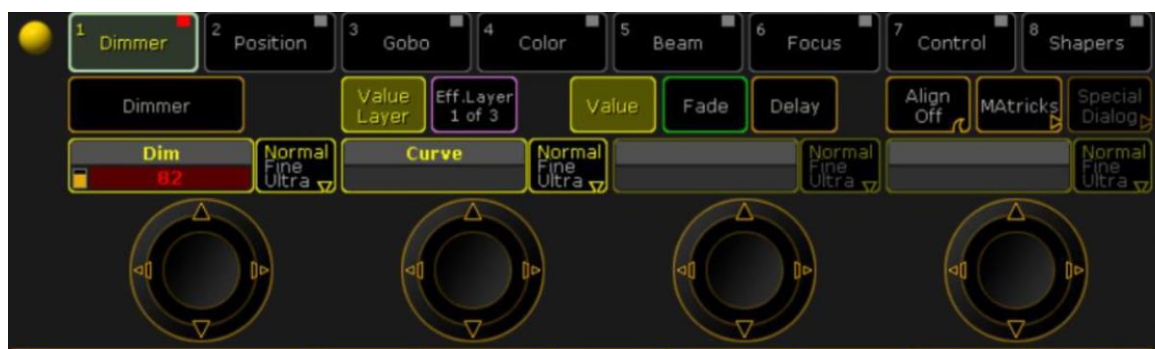 1 Dimmer 2 Position 3 Gobo 4 Color 5 Beam 6 Focus 7 Control 8 Shapers
Dimmer Value Layer Eff.Layer 1 of 3 Value Fade Delay Align Off MAtricks Special Dialog
Dim Normal Curve Normal Normal Normal
82 Fine Fine Fine Fine
Ultra Ultra Ultra Ultra